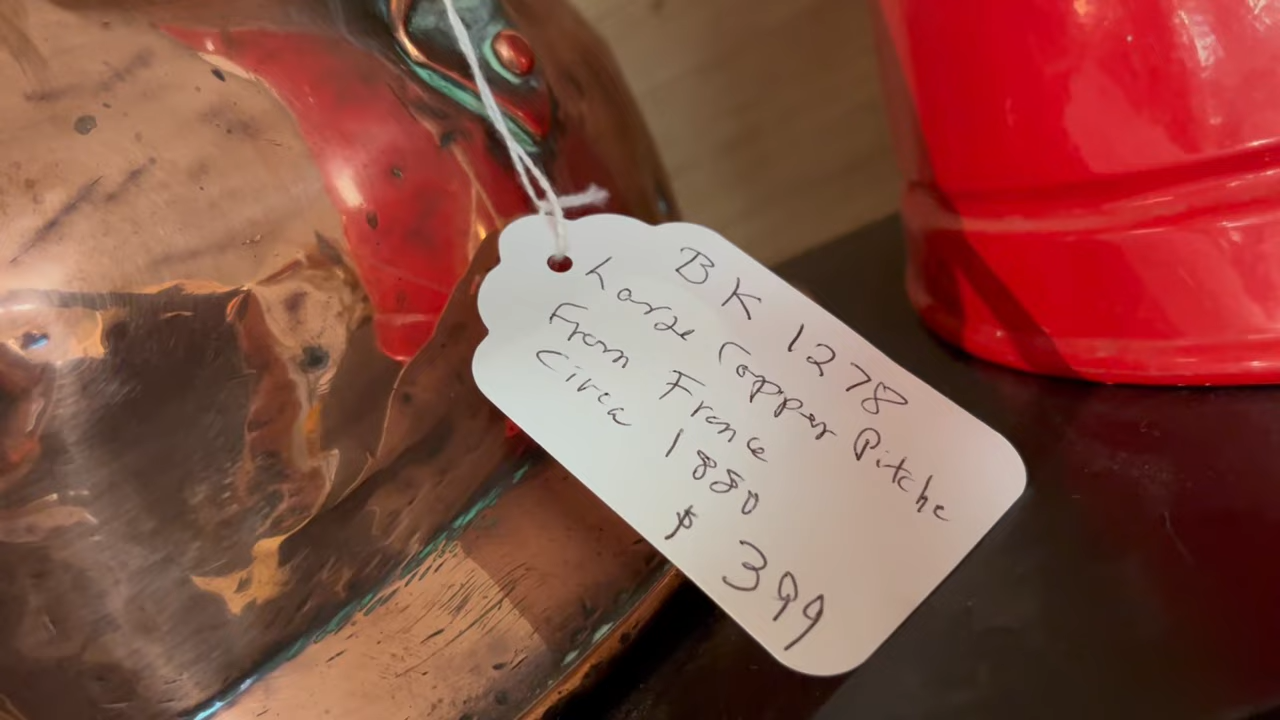 BK 1278
Large Copper Pitche
From France
Circa 1880
$399